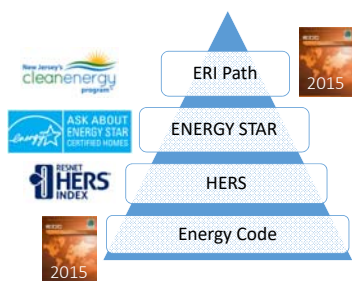 New Jersey's
cleanenergy
program
ERI Path
2015
energy
ASK ABOUT
ENERGY STAR
CERTIFIED HOMES
ENERGY STAR
RESNET
HERS
INDEX
HERS
Energy Code
2015